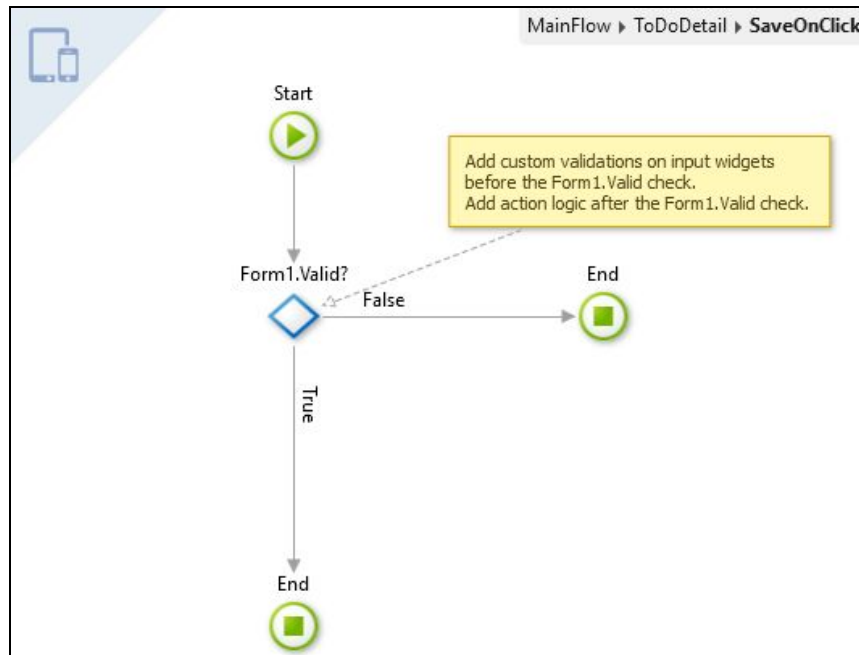 MainFlow ▸ ToDoDetail ▸ SaveOnClick
Start
Add custom validations on input widgets
before the Form1.Valid check.
Add action logic after the Form1.Valid check.
Form1.Valid?
False
End
True
End